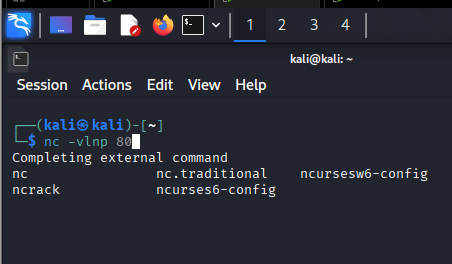 1 2 3 4
kali@kali: ~
Session Actions Edit View Help
┌──(kali㉿kali)-[~]
└─$ nc -vlnp 80
Completing external command
nc nc.traditional ncursesw6-config
ncrack ncurses6-config